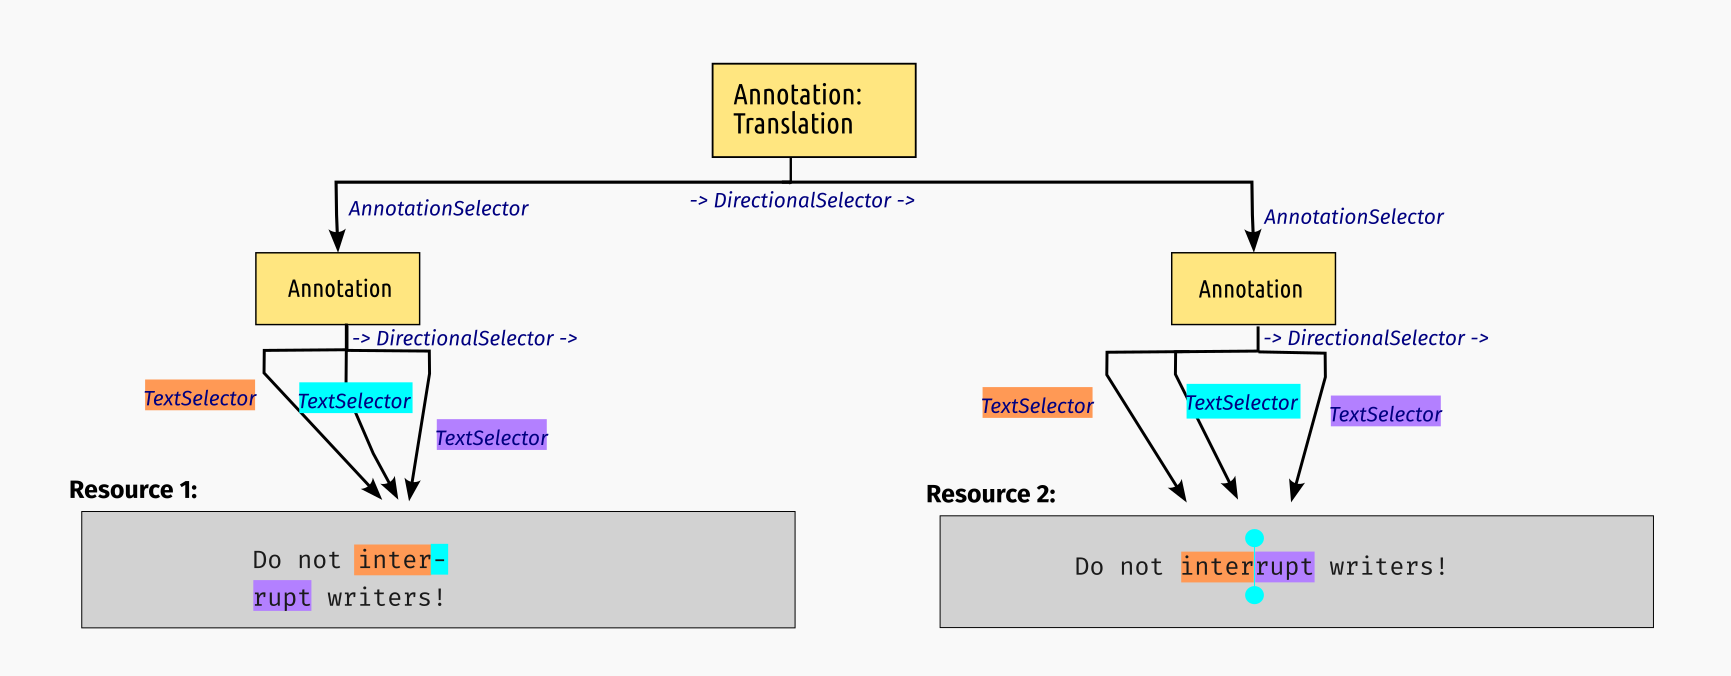 Annotation:
Translation
-> DirectionalSelector ->
AnnotationSelector
AnnotationSelector
Annotation
Annotation
-> DirectionalSelector ->
-> DirectionalSelector ->
TextSelector
TextSelector
TextSelector
TextSelector
TextSelector
TextSelector
Resource 1:
Do not inter-
rupt writers!
Resource 2:
Do not interrupt writers!